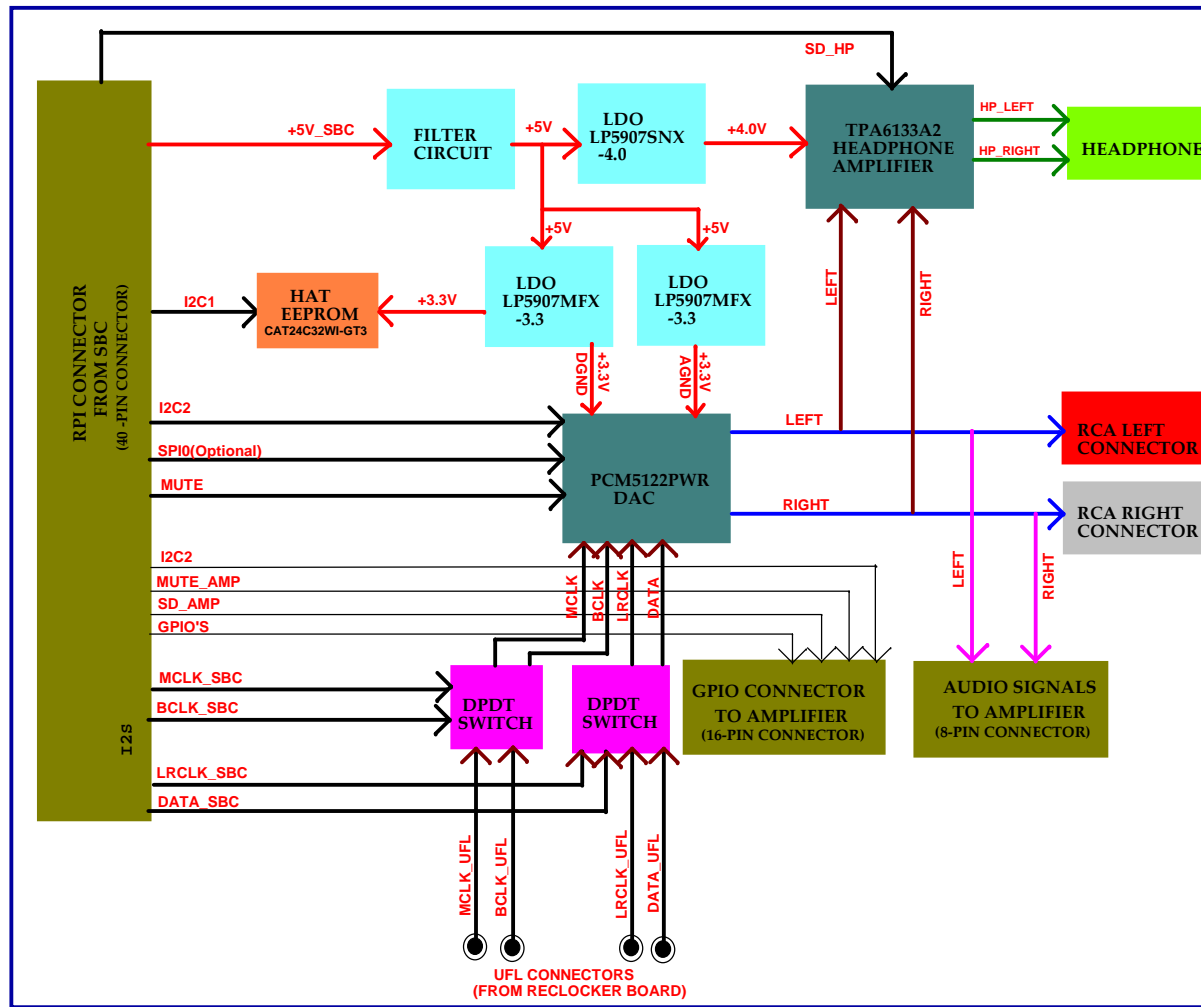 SD_HP
+5V_SBC
FILTER
CIRCUIT
+5V
LDO
LP5907SNX
-4.0
+4.0V
TPA6133A2
HEADPHONE
AMPLIFIER
HP_LEFT
HP_RIGHT
HEADPHONE
+5V
+5V
LDO
LP5907MFX
-3.3
LDO
LP5907MFX
-3.3
LEFT
RIGHT
RPI CONNECTOR
FROM SBC
(40 -PIN CONNECTOR)
I2C1
HAT
EEPROM
CAT24C32WI-GT3
+3.3V
+3.3V
DGND
+3.3V
AGND
I2C2
SPI0(Optional)
MUTE
PCM5122PWR
DAC
LEFT
RIGHT
RCA LEFT
CONNECTOR
RCA RIGHT
CONNECTOR
LEFT
RIGHT
I2C2
MUTE_AMP
SD_AMP
GPIO'S
MCLK
BCLK
LRCLK
DATA
I2S
MCLK_SBC
BCLK_SBC
LRCLK_SBC
DATA_SBC
DPDT
SWITCH
DPDT
SWITCH
GPIO CONNECTOR
TO AMPLIFIER
(16-PIN CONNECTOR)
AUDIO SIGNALS
TO AMPLIFIER
(8-PIN CONNECTOR)
MCLK_UFL
BCLK_UFL
LRCLK_UFL
DATA_UFL
UFL CONNECTORS
(FROM RECLOCKER BOARD)